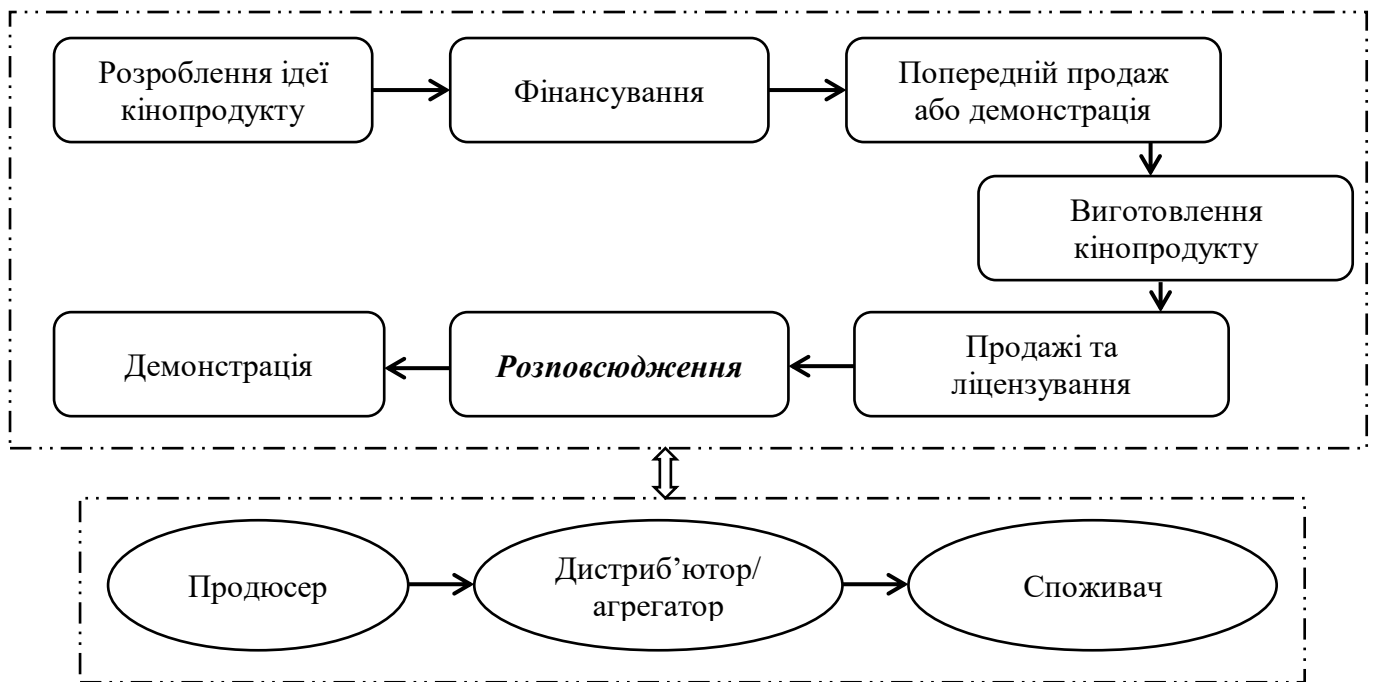 Розроблення ідеї
кінопродукту
Фінансування
Попередній продаж
або демонстрація
Виготовлення
кінопродукту
Продажі та
ліцензування
Розповсюдження
Демонстрація
Продюсер
Дистриб’ютор/
агрегатор
Споживач